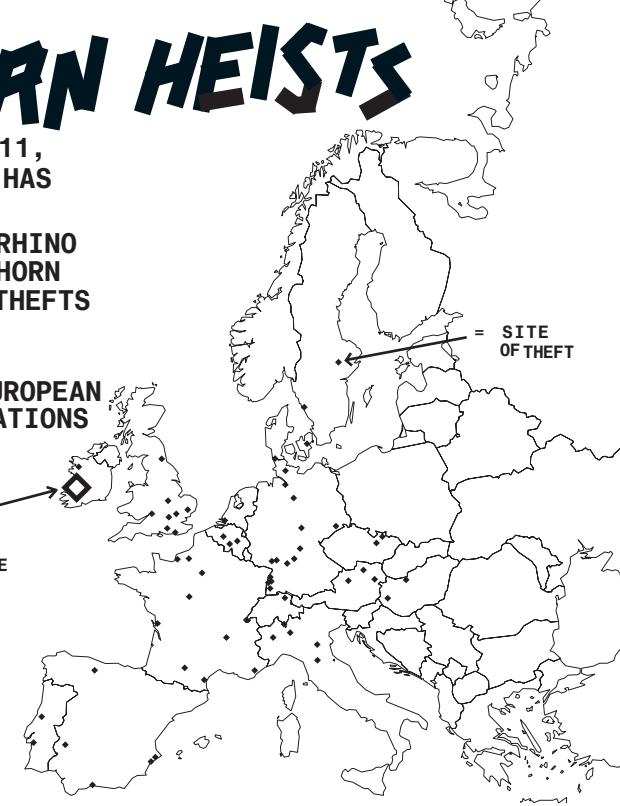 RN HEISTS
11,
HAS
RHINO
HORN
THEFTS
UROPEAN
ATIONS
= SITE
OF THEFT
E